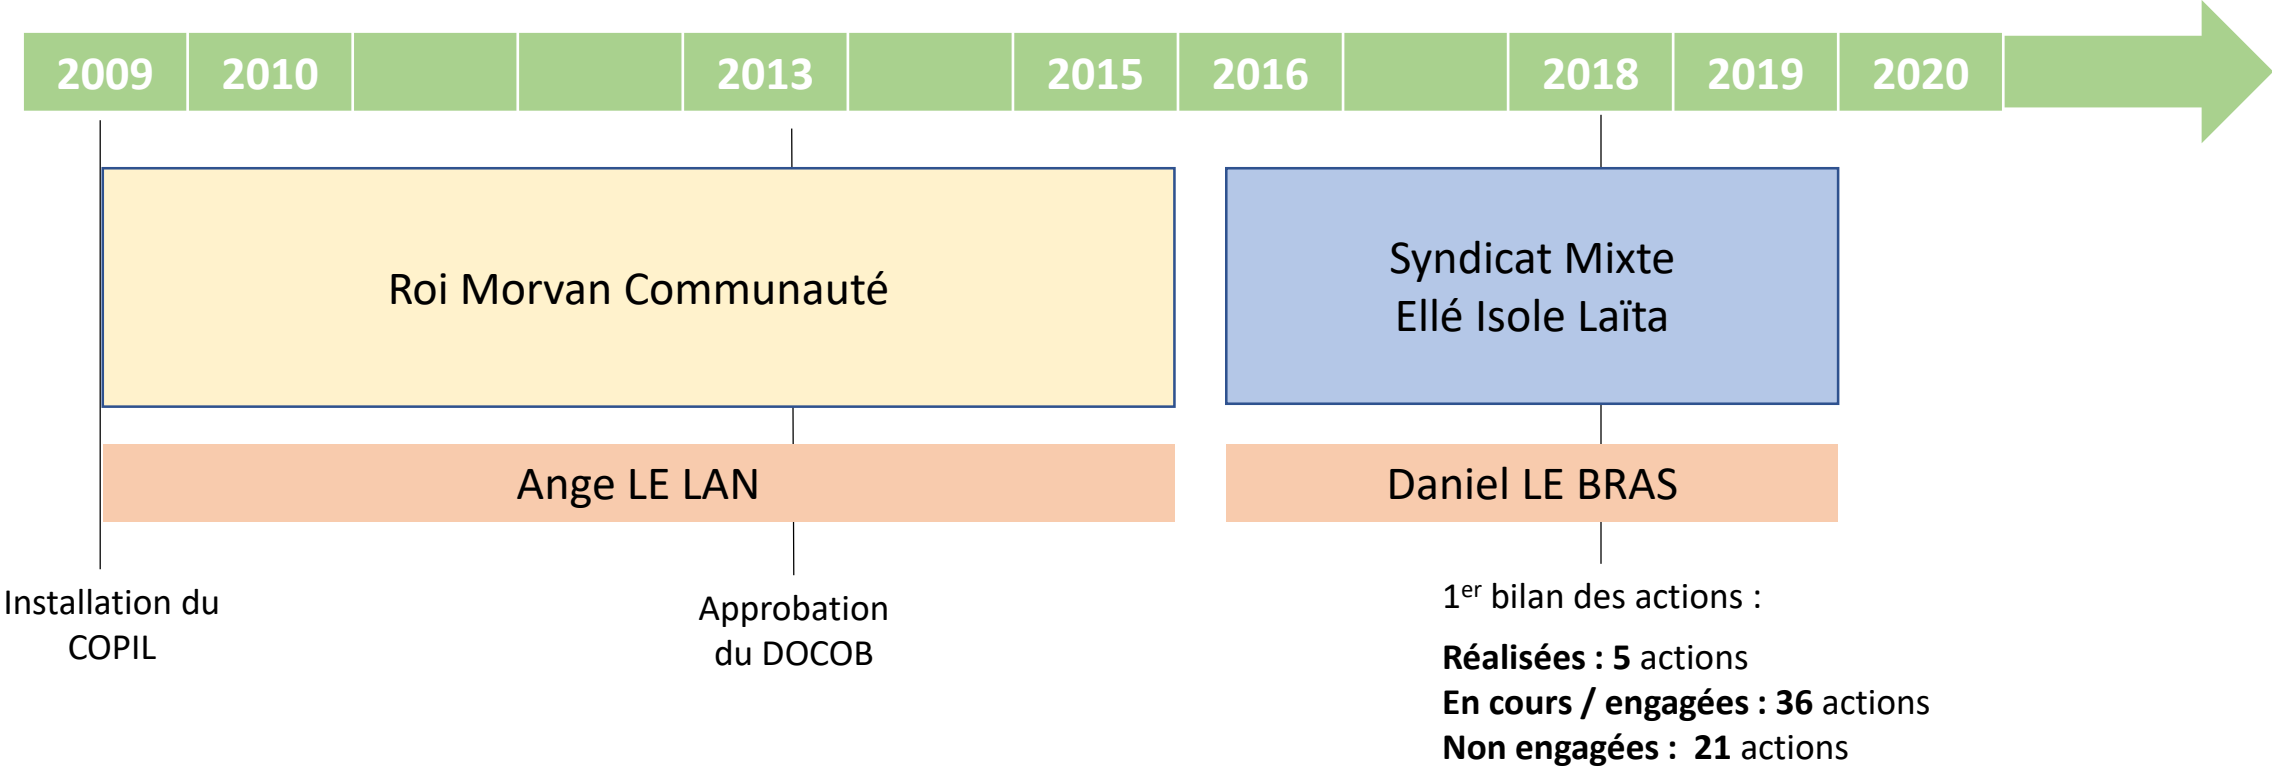 2009 2010 2013 2015 2016 2018 2019 2020
Roi Morvan Communauté
Syndicat Mixte
Ellé Isole Laïta
Ange LE LAN
Daniel LE BRAS
Installation du
COPIL
Approbation
du DOCOB
1er bilan des actions :
Réalisées : 5 actions
En cours / engagées : 36 actions
Non engagées : 21 actions